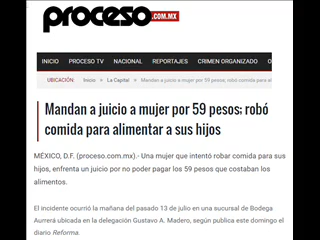 proceso.COM.MX
INICIO PROCESO TV NACIONAL REPORTAJES CRIMEN ORGANIZADO
UBICACIÓN: Inicio » La Capital » Mandan a juicio a mujer por 59 pesos; robó comida para al
Mandan a juicio a mujer por 59 pesos; robó
comida para alimentar a sus hijos
MÉXICO, D.F. (proceso.com.mx).- Una mujer que intentó robar comida para sus
hijos, enfrenta un juicio por no poder pagar los 59 pesos que costaban los
alimentos.
El incidente ocurrió la mañana del pasado 13 de julio en una sucursal de Bodega
Aurrerá ubicada en la delegación Gustavo A. Madero, según publica este domingo el
diario Reforma.